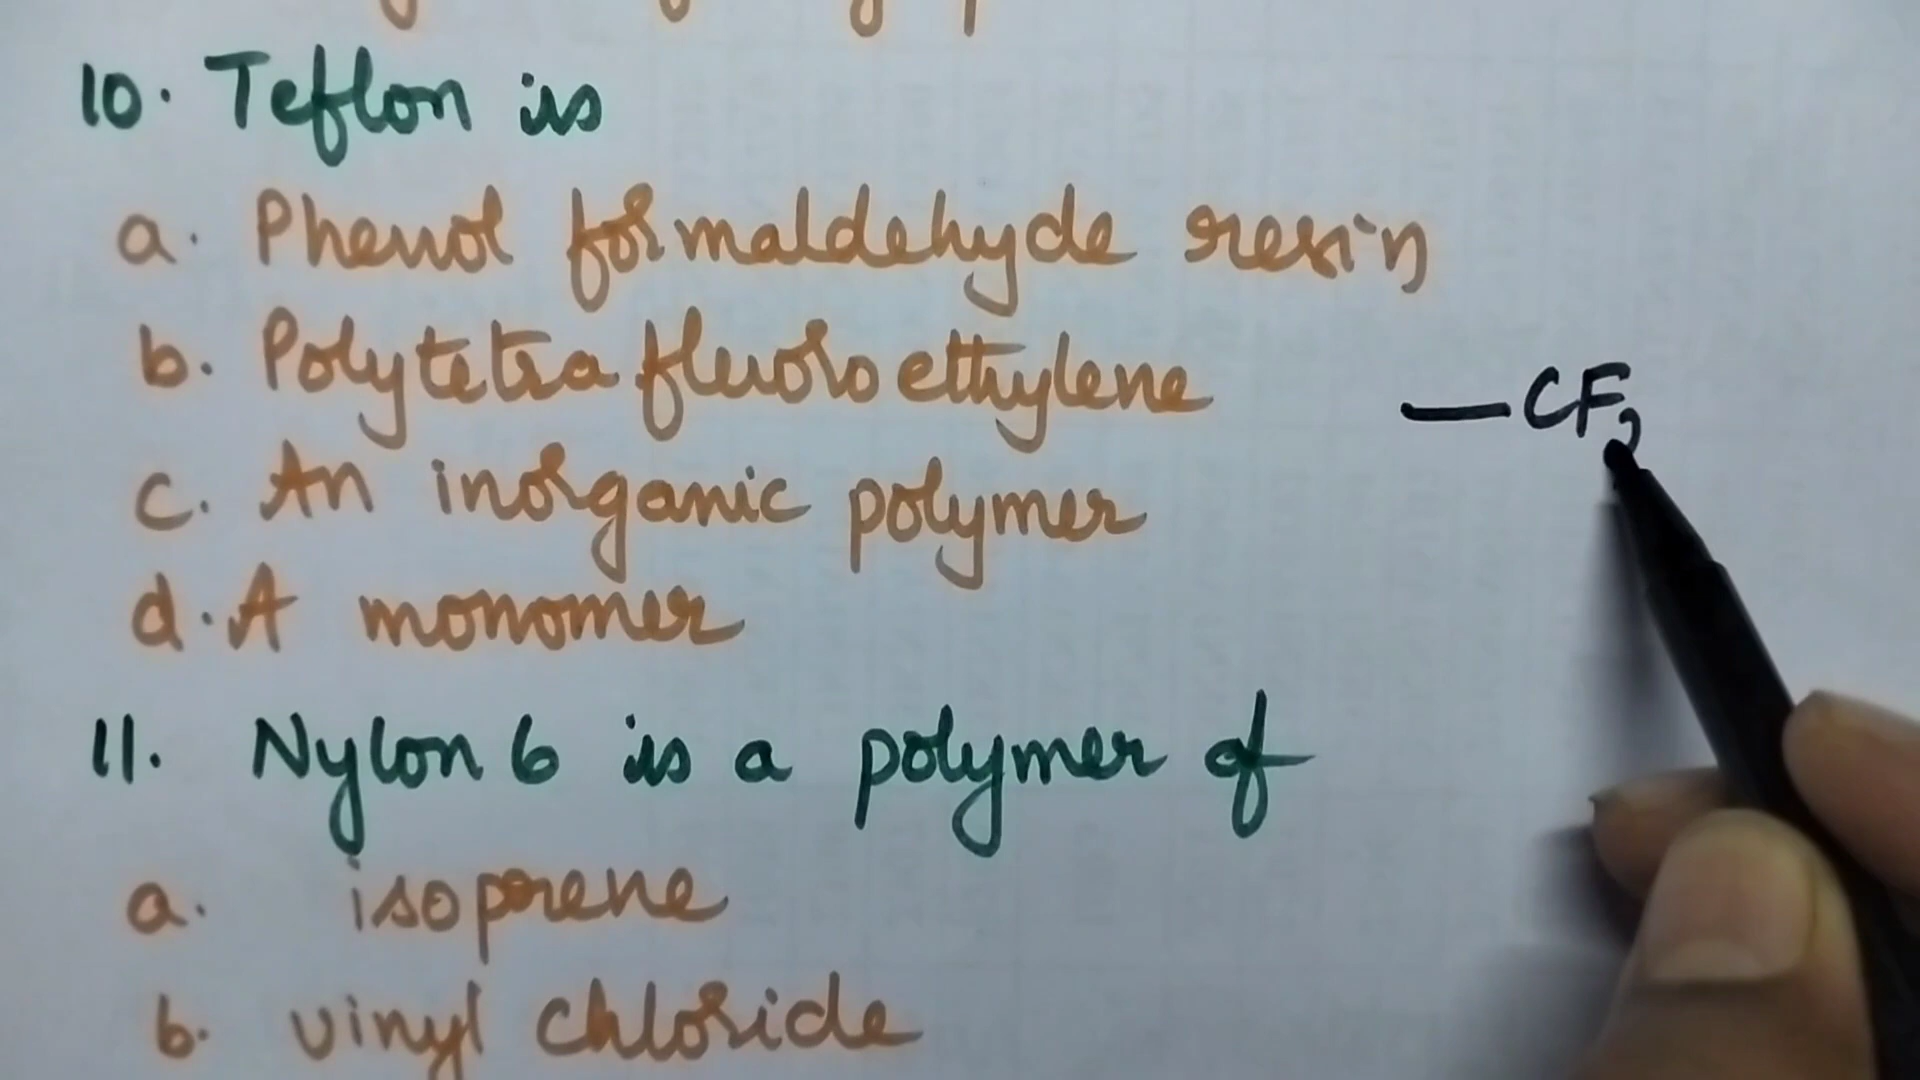 10. Teflon is
a. Phenol formaldehyde resin
b. Polytetrafluoroethylene
—CF2
c. An inorganic polymer
d. A monomer
11. Nylon 6 is a polymer of
a. isoprene
b. vinyl chloride